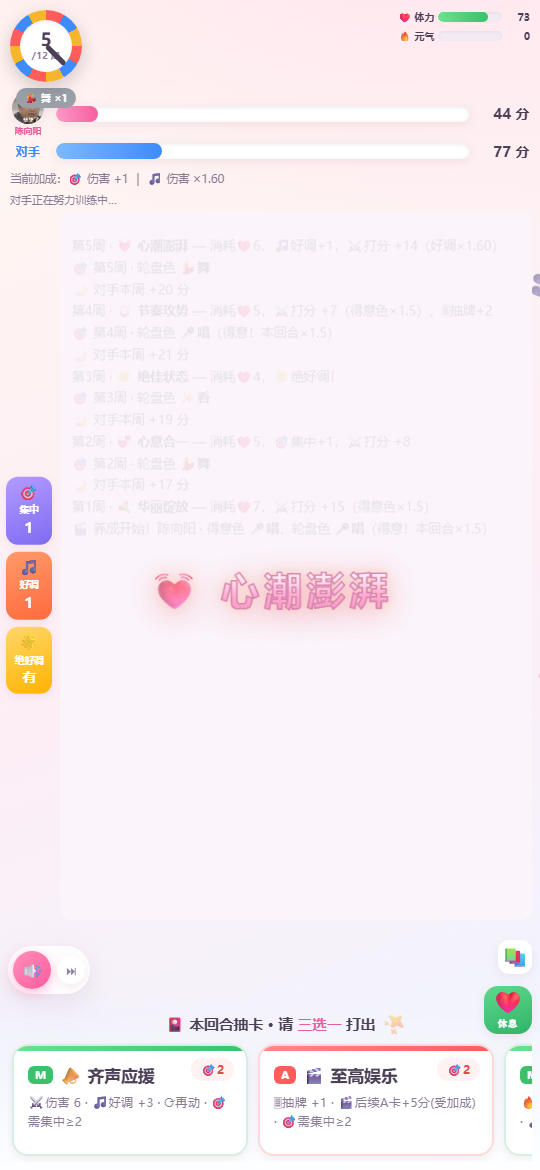 5
/12
体力 73
元气 0
舞 ×1
陈向阳
44 分
对手 77 分
当前加成: 伤害 +1 | 伤害 ×1.60
对手正在努力训练中...
第5周 · 心潮澎湃 — 消耗 6, 好调+1, 打分 +14 (好调×1.60)
第5周 · 轮盘色 舞
对手本周 +20 分
第4周 · 节奏攻势 — 消耗 5, 打分 +7 (得意色×1.5), 抽牌+2
第4周 · 轮盘色 唱 (得意! 本回合×1.5)
对手本周 +21 分
第3周 · 绝佳状态 — 消耗 4, 绝好调!
第3周 · 轮盘色 香
对手本周 +19 分
第2周 · 心意合一 — 消耗 5, 集中+1, 打分 +8
第2周 · 轮盘色 舞
对手本周 +17 分
第1周 · 华丽绽放 — 消耗 7, 打分 +15 (得意色×1.5)
养成开始! 陈向阳 · 得意色 唱, 轮盘色 唱 (得意! 本回合×1.5)
集中
1
好调
1
绝好调
有
心潮澎湃
休息
本回合抽卡 • 请 三选一 打出
M 齐声应援 2
伤害 6 · 好调 +3 · 再动 ·
需集中≥2
A 至高娱乐 2
抽牌 +1 · 后续A卡+5分(受加成)
· 需集中≥2